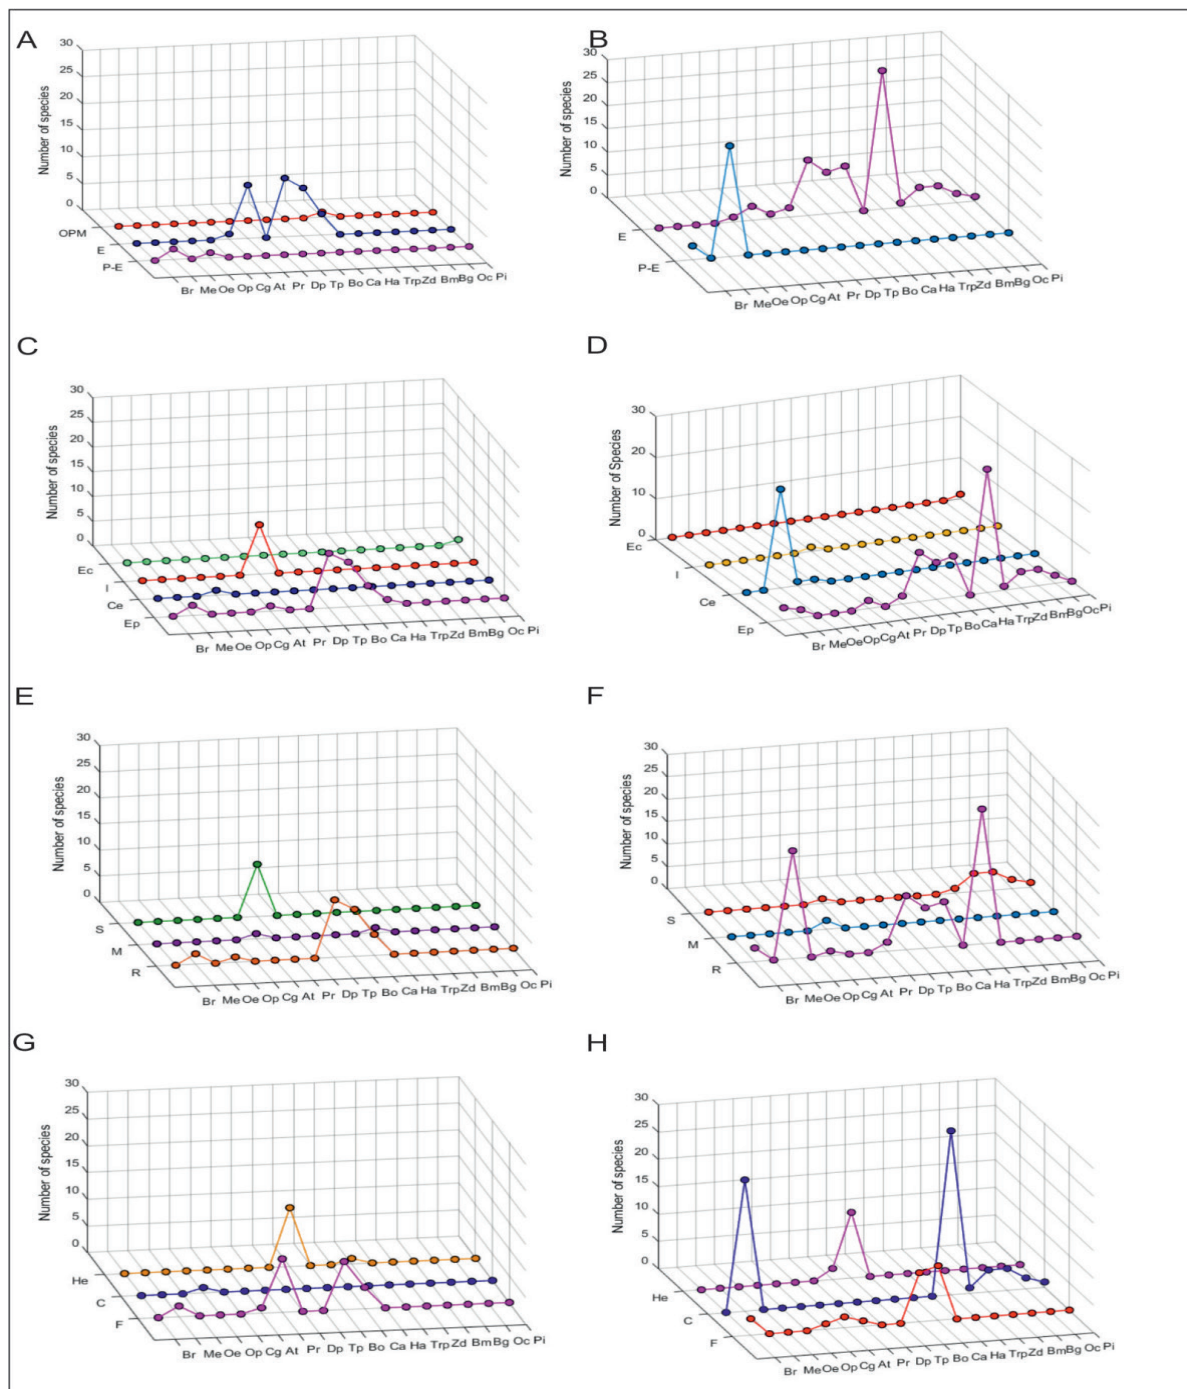 A
Number of species
30
25
20
15
10
5
0
OPM
E
P-E
Br Me Oe Op Cg At Pr Dp Tp Bo Ca Ha Trp Zd Bm Bg Oc Pi
B
Number of species
30
25
20
15
10
5
0
E
P-E
Br Me Oe Op Cg At Pr Dp Tp Bo Ca Ha Trp Zd Bm Bg Oc Pi
C
Number of species
30
25
20
15
10
5
0
Ec
I
Ce
Ep
Br Me Oe Op Cg At Pr Dp Tp Bo Ca Ha Trp Zd Bm Bg Oc Pi
D
Number of Species
30
20
10
0
Ec
I
Ce
Ep
Br Me Oe Op Cg At Pr Dp Tp Bo Ca Ha Trp Zd Bm Bg Oc Pi
E
Number of species
30
25
20
15
10
5
0
S
M
R
Br Me Oe Op Cg At Pr Dp Tp Bo Ca Ha Trp Zd Bm Bg Oc Pi
F
Number of species
30
25
20
15
10
5
0
S
M
R
Br Me Oe Op Cg At Pr Dp Tp Bo Ca Ha Trp Zd Bm Bg Oc Pi
G
Number of species
30
25
20
15
10
5
0
He
C
F
Br Me Oe Op Cg At Pr Dp Tp Bo Ca Ha Trp Zd Bm Bg Oc Pi
H
Number of species
30
25
20
15
10
5
0
He
C
F
Br Me Oe Op Cg At Pr Dp Tp Bo Ca Ha Trp Zd Bm Bg Oc Pi